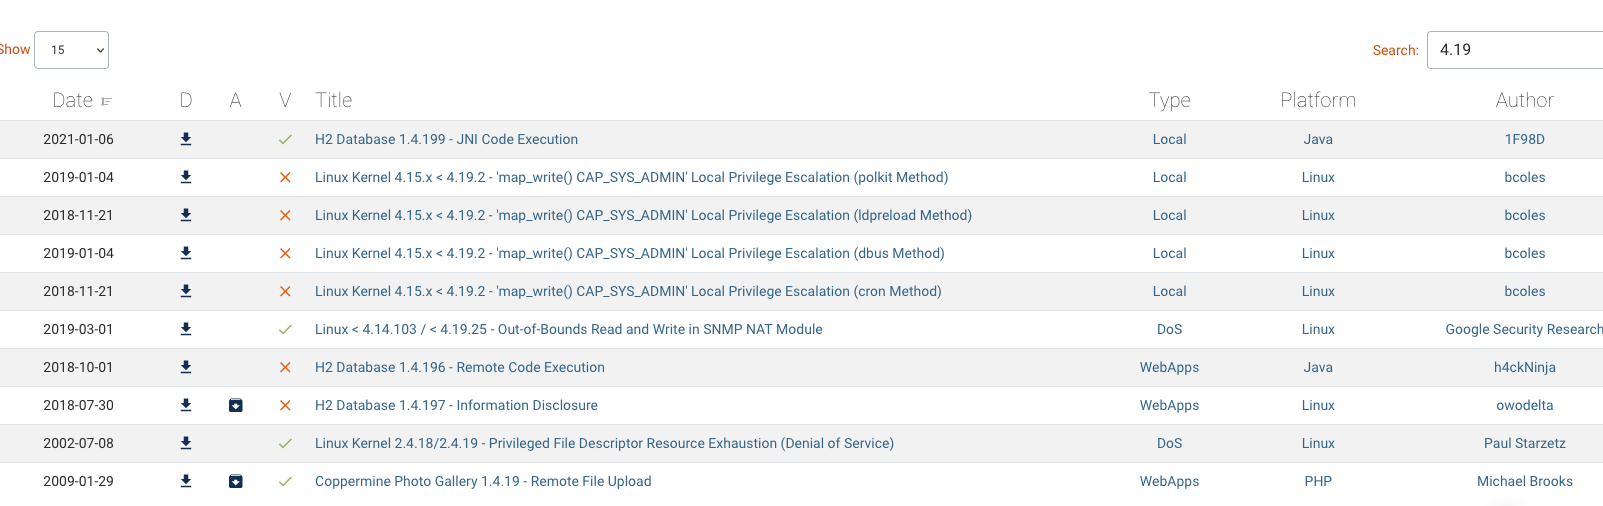 Show 15 Search: 4.19
Date D A V Title Type Platform Author
2021-01-06 H2 Database 1.4.199 - JNI Code Execution Local Java 1F98D
2019-01-04 Linux Kernel 4.15.x < 4.19.2 - 'map_write() CAP_SYS_ADMIN' Local Privilege Escalation (polkit Method) Local Linux bcoles
2018-11-21 Linux Kernel 4.15.x < 4.19.2 - 'map_write() CAP_SYS_ADMIN' Local Privilege Escalation (ldpreload Method) Local Linux bcoles
2019-01-04 Linux Kernel 4.15.x < 4.19.2 - 'map_write() CAP_SYS_ADMIN' Local Privilege Escalation (dbus Method) Local Linux bcoles
2018-11-21 Linux Kernel 4.15.x < 4.19.2 - 'map_write() CAP_SYS_ADMIN' Local Privilege Escalation (cron Method) Local Linux bcoles
2019-03-01 Linux < 4.14.103 / < 4.19.25 - Out-of-Bounds Read and Write in SNMP NAT Module DoS Linux Google Security Research
2018-10-01 H2 Database 1.4.196 - Remote Code Execution WebApps Java h4ckNinja
2018-07-30 H2 Database 1.4.197 - Information Disclosure WebApps Linux owodelta
2002-07-08 Linux Kernel 2.4.18/2.4.19 - Privileged File Descriptor Resource Exhaustion (Denial of Service) DoS Linux Paul Starzetz
2009-01-29 Coppermine Photo Gallery 1.4.19 - Remote File Upload WebApps PHP Michael Brooks